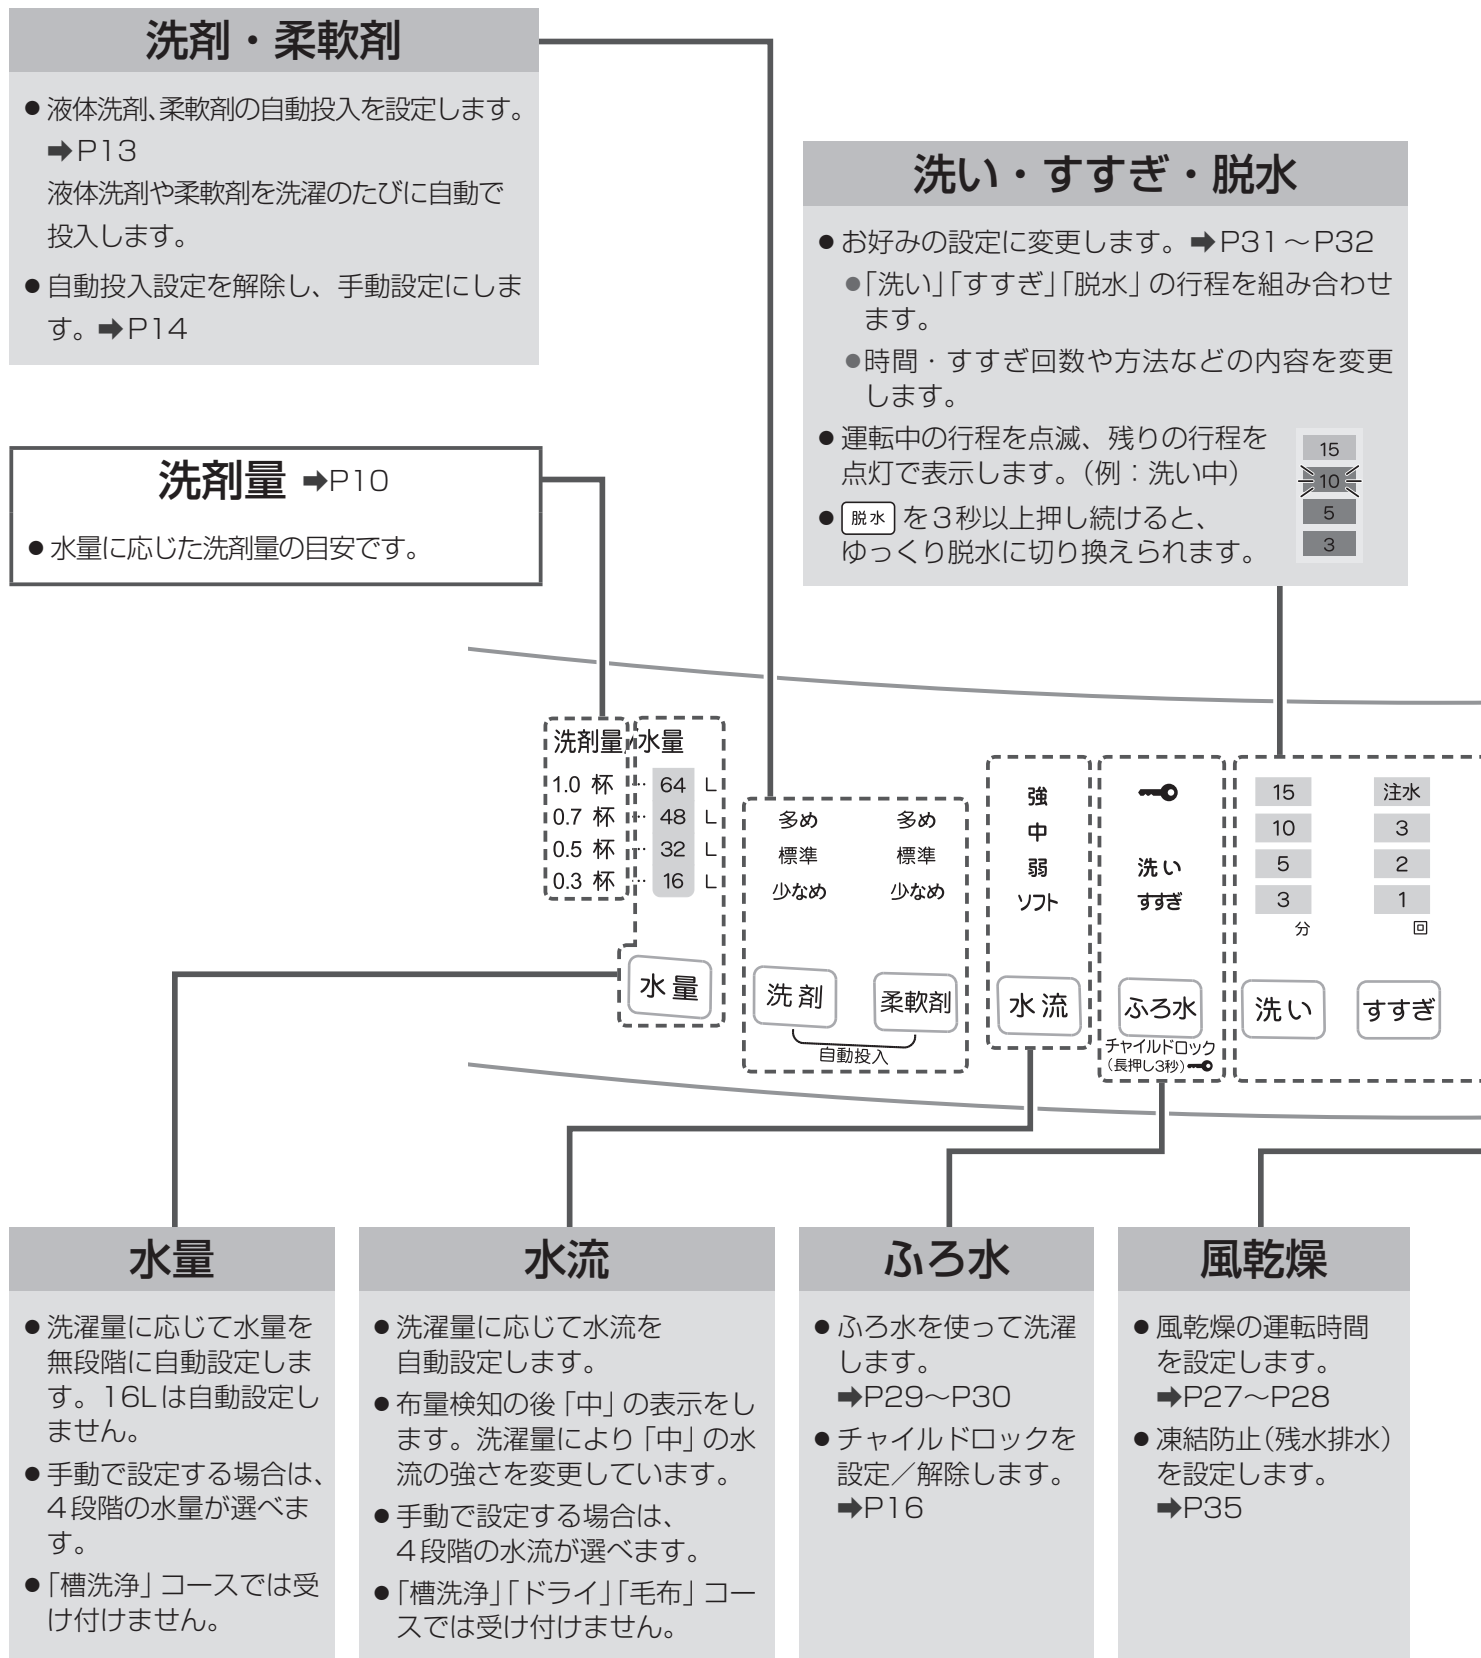 洗剤・柔軟剤
●液体洗剤、柔軟剤の自動投入を設定します。
➡P13
液体洗剤や柔軟剤を洗濯のたびに自動で
投入します。
●自動投入設定を解除し、手動設定にしま
す。➡P14
洗い・すすぎ・脱水
●お好みの設定に変更します。➡P31～P32
●「洗い」「すすぎ」「脱水」の行程を組み合わせ
ます。
●時間・すすぎ回数や方法などの内容を変更
します。
●運転中の行程を点滅、残りの行程を
点灯で表示します。（例：洗い中）
●脱水を3秒以上押し続けると、
ゆっくり脱水に切り換えられます。
15
10
5
3
洗剤量 ➡P10
●水量に応じた洗剤量の目安です。
洗剤量/水量
1.0 杯 … 64 L
0.7 杯 … 48 L
0.5 杯 … 32 L
0.3 杯 … 16 L
水量
多め 多め
標準 標準
少なめ 少なめ
洗剤 柔軟剤
自動投入
強
中
弱
ソフト
水流
洗い
すすぎ
ふろ水
チャイルドロック
（長押し3秒）
15 注水
10 3
5 2
3 1
分 回
洗い すすぎ
水量
●洗濯量に応じて水量を
無段階に自動設定しま
す。16Lは自動設定し
ません。
●手動で設定する場合は、
4段階の水量が選べま
す。
●「槽洗浄」コースでは受
け付けません。
水流
●洗濯量に応じて水流を
自動設定します。
●布量検知の後「中」の表示をし
ます。洗濯量により「中」の水
流の強さを変更しています。
●手動で設定する場合は、
4段階の水流が選べます。
●「槽洗浄」「ドライ」「毛布」コー
スでは受け付けません。
ふろ水
●ふろ水を使って洗濯
します。
➡P29～P30
●チャイルドロックを
設定／解除します。
➡P16
風乾燥
●風乾燥の運転時間
を設定します。
➡P27～P28
●凍結防止（残水排水）
を設定します。
➡P35